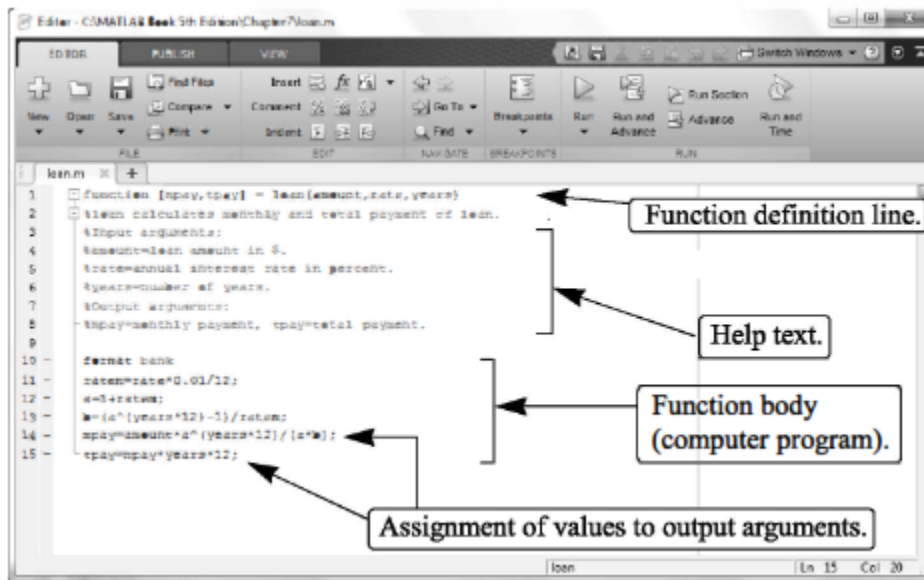 Editor - C:\MATLAB Book 5th Edition\Chapter7\loan.m
EDITOR PUBLISH VIEW Switch Windows
New Open Save Find Files Compare Print
Insert fx Comment Indent
Go To Find
Breakpoints
Run Run and Advance Run Section Advance Run and Time
FILE EDIT NAVIGATE BREAKPOINTS RUN
loan.m
1 function [mpay,tpay] = loan(amount,rate,years)
2 %loan calculates monthly and total payment of loan.
3 %Input arguments:
4 %amount=loan amount in $.
5 %rate=annual interest rate in percent.
6 %years=number of years.
7 %Output arguments:
8 %mpay=monthly payment, tpay=total payment.
9
10 - format bank
11 - ratem=rate*0.01/12;
12 - a=1+ratem;
13 - b=(a^(years*12)-1)/ratem;
14 - mpay=amount*a^(years*12)/(a*b);
15 - tpay=mpay*years*12;
Function definition line.
Help text.
Function body
(computer program).
Assignment of values to output arguments.
loan Ln 15 Col 20